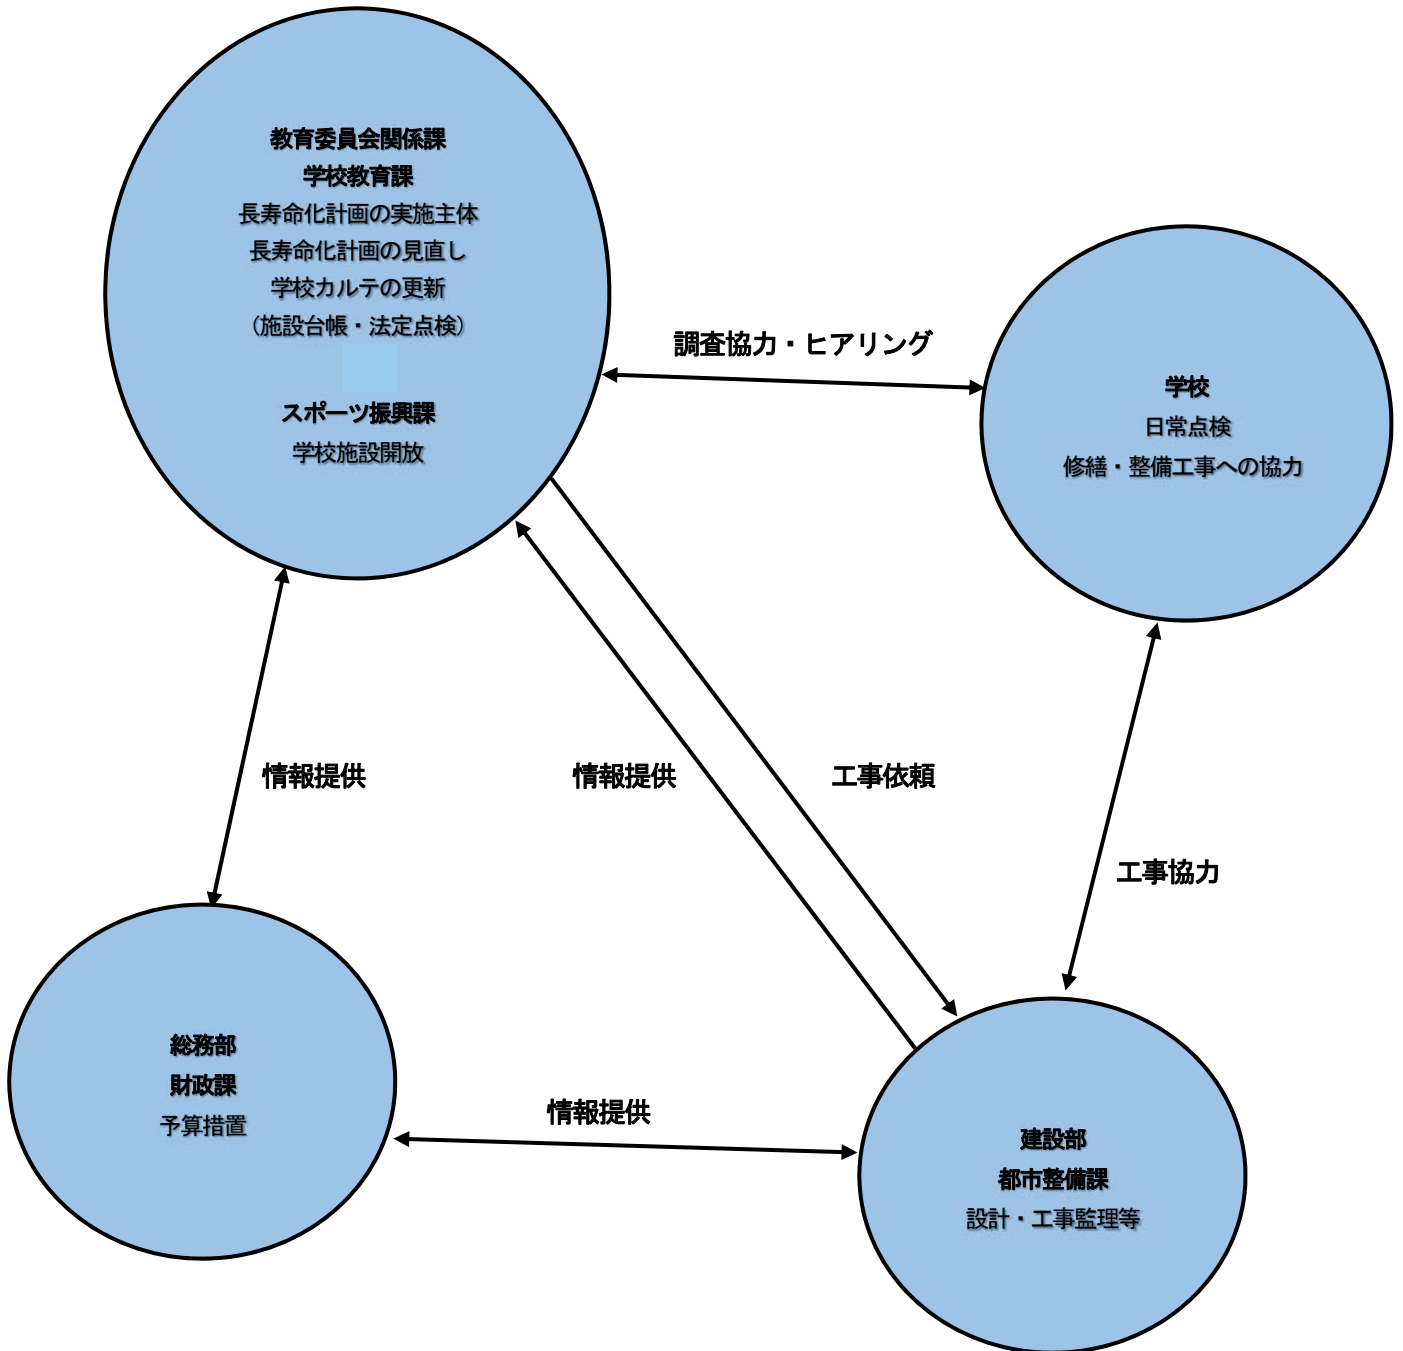 教育委員会関係課
学校教育課
長寿命化計画の実施主体
長寿命化計画の見直し
学校カルテの更新
（施設台帳・法定点検）
スポーツ振興課
学校施設開放
調査協力・ヒアリング
学校
日常点検
修繕・整備工事への協力
情報提供
情報提供
工事依頼
工事協力
総務部
財政課
予算措置
情報提供
建設部
都市整備課
設計・工事監理等